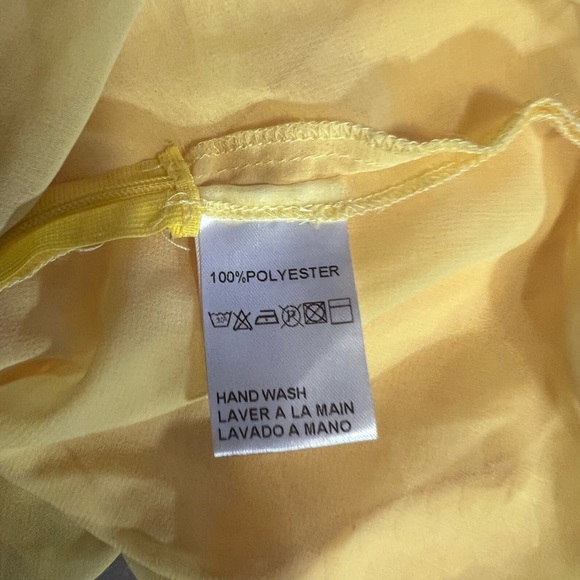 100%POLYESTER
HAND WASH
LAVER A LA MAIN
LAVADO A MANO